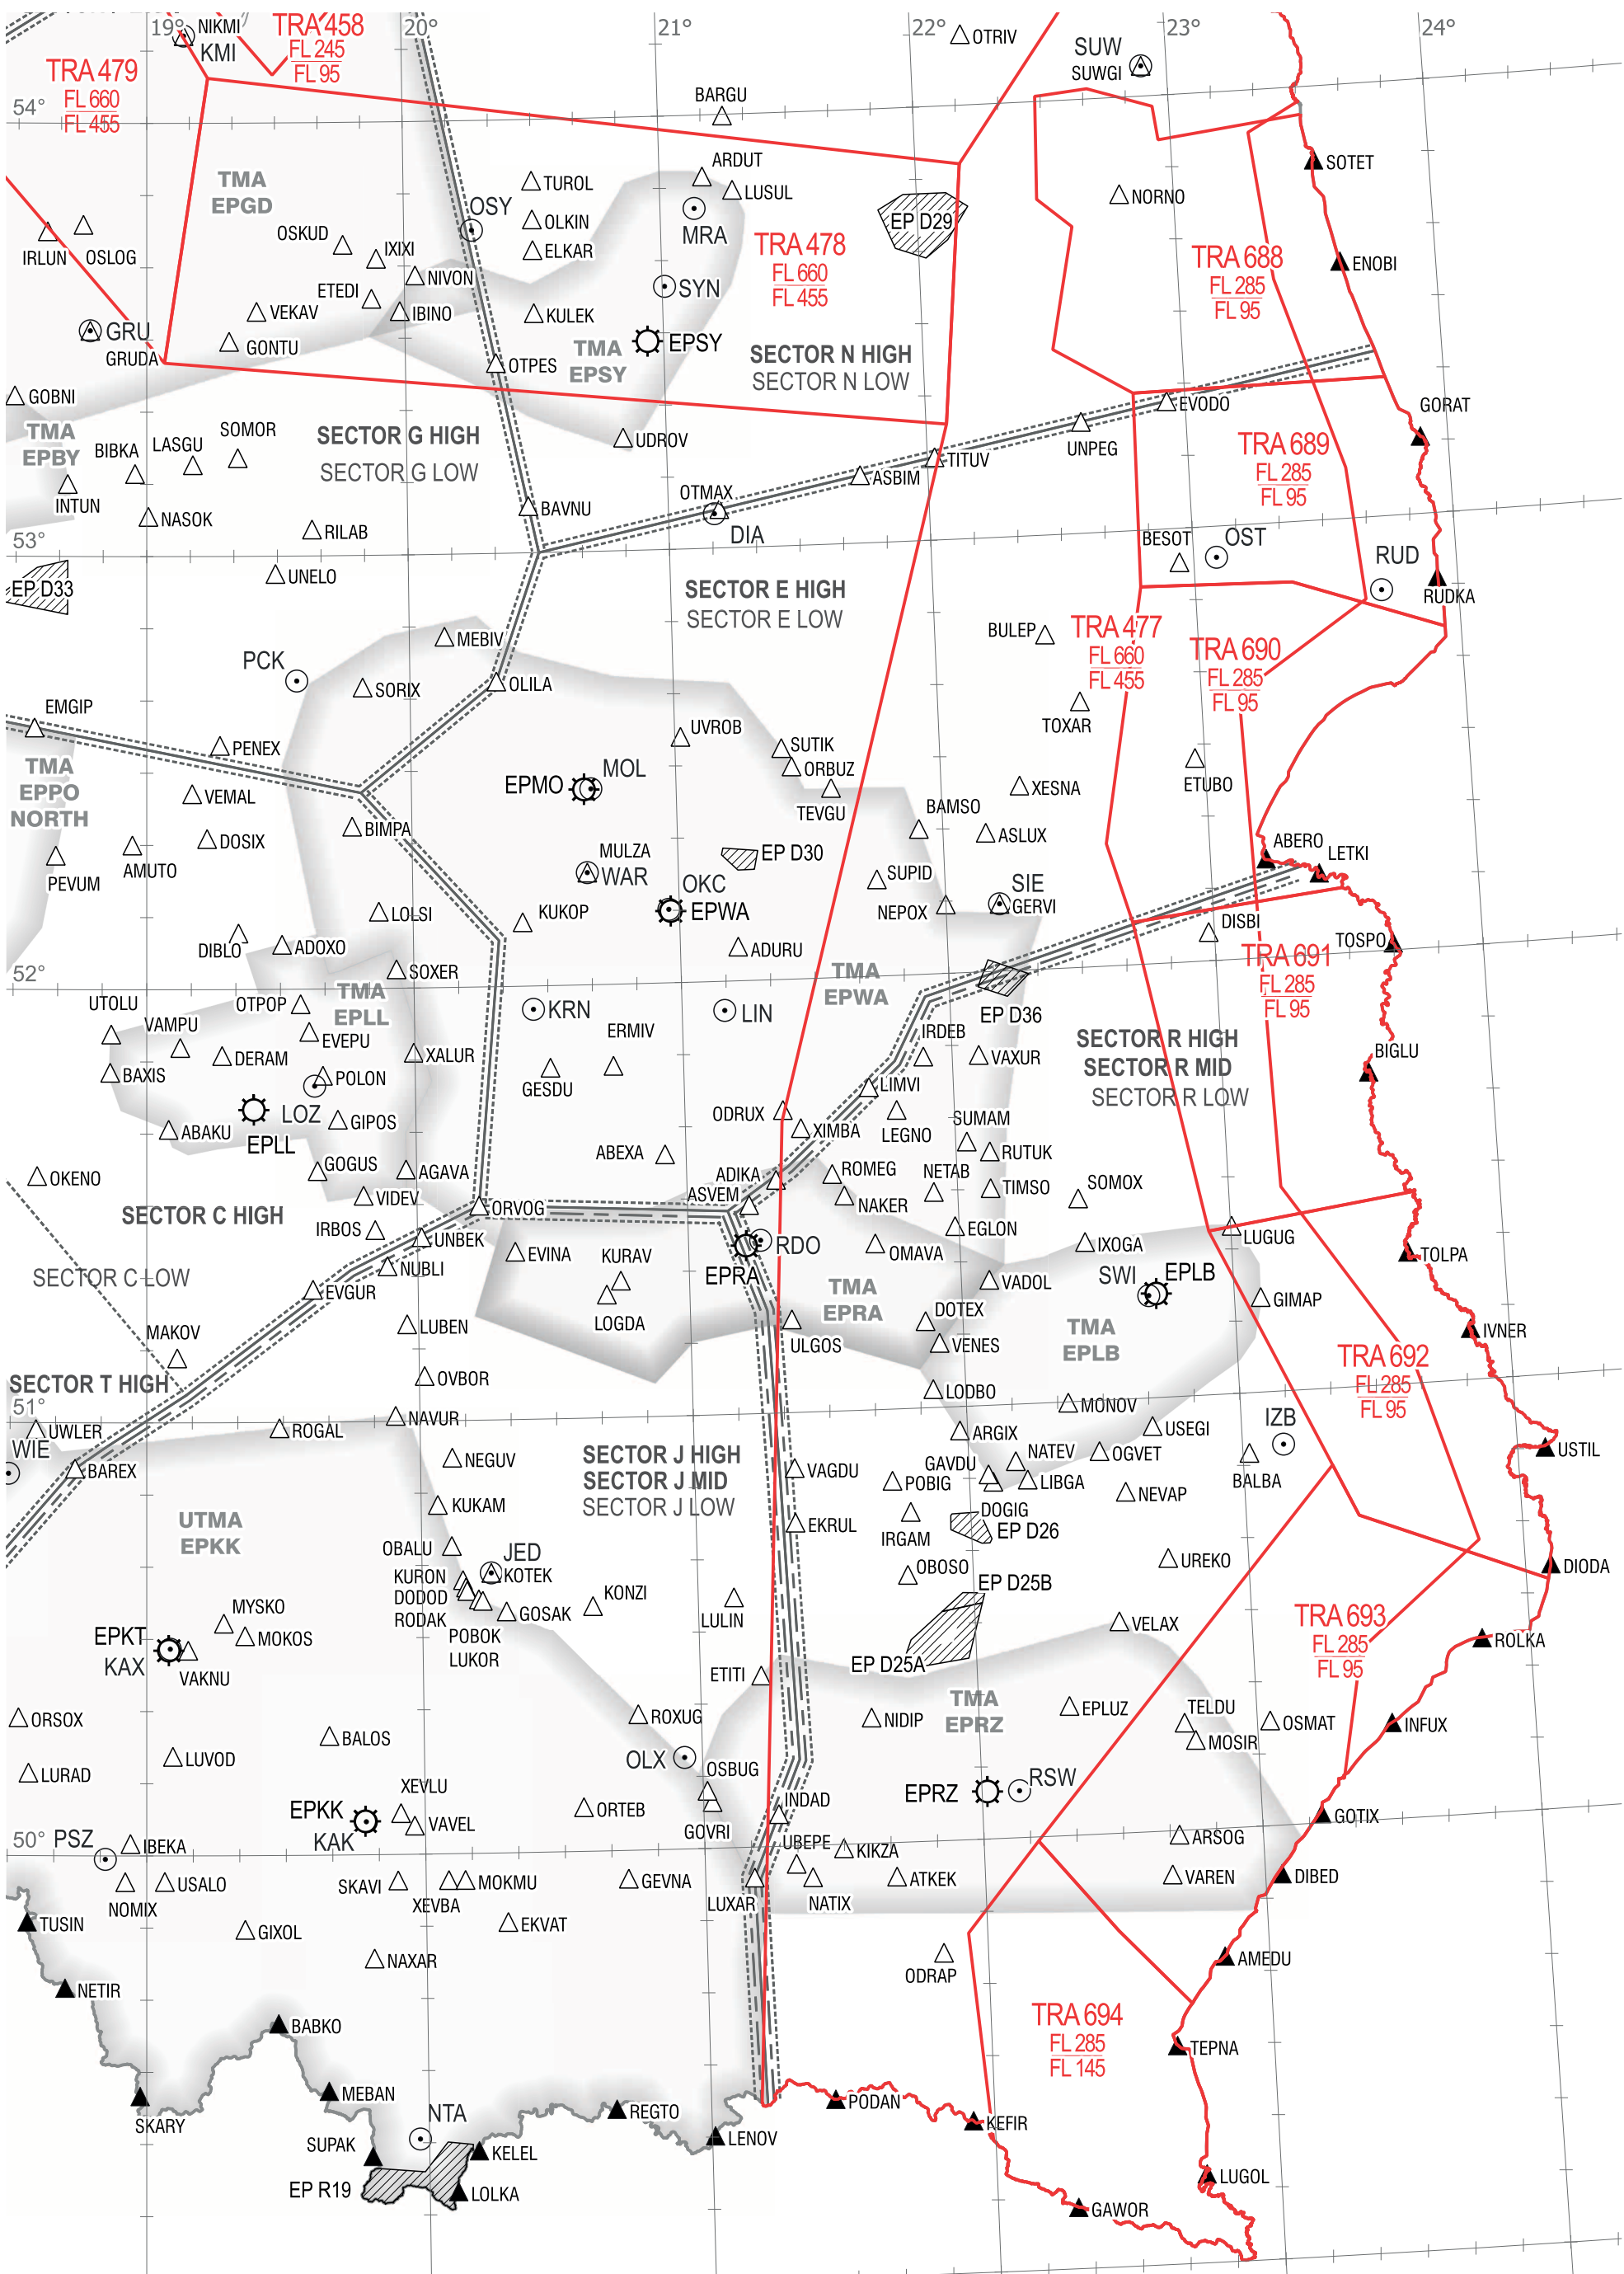 19°
20°
21°
22°
23°
24°
NIKMI
KMI
TRA 458
FL 245
FL 95
OTRIV
SUW
SUWGI
TRA 479
FL 660
FL 455
54°
BARGU
ARDUT
LUSUL
TUROL
SOTET
NORNO
TMA
EPGD
OSY
OLKIN
MRA
EP D29
OSKUD
IXIXI
ELKAR
TRA 478
FL 660
FL 455
TRA 688
FL 285
FL 95
ENOBI
IRLUN
OSLOG
NIVON
ETEDI
SYN
VEKAV
IBINO
KULEK
GRU
GRUDA
GONTU
EPSY
TMA
EPSY
OTPES
SECTOR N HIGH
SECTOR N LOW
GOBNI
EVODO
GORAT
TMA
EPBY
BIBKA
LASGU
SOMOR
SECTOR G HIGH
SECTOR G LOW
UDROV
UNPEG
TRA 689
FL 285
FL 95
TITUV
ASBIM
INTUN
NASOK
OTMAX
BAVNU
DIA
RILAB
BESOT
OST
RUD
53°
EP D33
UNELO
SECTOR E HIGH
SECTOR E LOW
RUDKA
MEBIV
BULEP
TRA 477
FL 660
FL 455
TRA 690
FL 285
FL 95
PCK
SORIX
OLILA
EMGIP
TOXAR
UVROB
SUTIK
ORBUZ
PENEX
TMA
EPPO
NORTH
MOL
EPMO
ETUBO
VEMAL
TEVGU
XESNA
BAMSO
BIMPA
ASLUX
DOSIX
AMUTO
PEVUM
MULZA
WAR
EP D30
ABERO
LETKI
SUPID
OKC
EPWA
SIE
GERVI
NEPOX
LOLSI
KUKOP
DISBI
DIBLO
ADOXO
ADURU
TOSPO
TRA 691
FL 285
FL 95
52°
SOXER
TMA
EPWA
UTOLU
OTPOP
TMA
EPLL
KRN
LIN
EP D36
VAMPU
EVEPU
ERMIV
IRDEB
SECTOR R HIGH
SECTOR R MID
SECTOR R LOW
DERAM
XALUR
VAXUR
BIGLU
BAXIS
POLON
GESDU
LIMVI
LOZ
GIPOS
ODRUX
XIMBA
LEGNO
SUMAM
ABAKU
EPLL
RUTUK
ABEXA
OKENO
GOGUS
AGAVA
ADIKA
ROMEG
NETAB
TIMSO
SOMOX
VIDEV
ASVEM
NAKER
SECTOR C HIGH
IRBOS
ORVOG
EGLON
LUGUG
UNBEK
RDO
OMAVA
IXOGA
TOLPA
SECTOR C LOW
NUBLI
EVINA
KURAV
EPRA
SWI
EPLB
EVGUR
VADOL
GIMAP
LOGDA
TMA
EPRA
DOTEX
MAKOV
LUBEN
ULGOS
VENES
TMA
EPLB
IVNER
TRA 692
FL 285
FL 95
SECTOR T HIGH
OVBOR
LODBO
51°
UWLER
NAVUR
MONOV
WIE
ROGAL
ARGIX
USEGI
IZB
USTIL
BAREX
NEGUV
SECTOR J HIGH
SECTOR J MID
SECTOR J LOW
VAGDU
GAVDU
NATEV
OGVET
POBIG
LIBGA
BALBA
NEVAP
KUKAM
DOGIG
UTMA
EPKK
EKRUL
IRGAM
EP D26
OBALU
JED
KOTEK
UREKO
DIODA
OBOSO
EP D25B
KURON
DODOD
RODAK
KONZI
MYSKO
GOSAK
LULIN
VELAX
TRA 693
FL 285
FL 95
EPKT
KAX
MOKOS
POBOK
LUKOR
ROLKA
VAKNU
ETITI
EP D25A
ORSOX
ROXUG
NIDIP
TMA
EPRZ
EPLUZ
TELDU
OSMAT
INFUX
BALOS
MOSIR
LUVOD
OLX
OSBUG
LURAD
RSW
EPRZ
XEVLU
EPKK
KAK
ORTEB
INDAD
GOTIX
VAVEL
GOVRI
50°
PSZ
IBEKA
UBEPE
KIKZA
ARSOG
NOMIX
USALO
SKAVI
MOKMU
XEVBA
GEVNA
LUXAR
NATIX
ATKEK
VAREN
DIBED
TUSIN
GIXOL
EKVAT
NAXAR
ODRAP
AMEDU
NETIR
BABKO
TRA 694
FL 285
FL 145
TEPNA
MEBAN
SKARY
REGTO
PODAN
NTA
KEFIR
SUPAK
LENOV
KELEL
EP R19
LOLKA
LUGOL
GAWOR